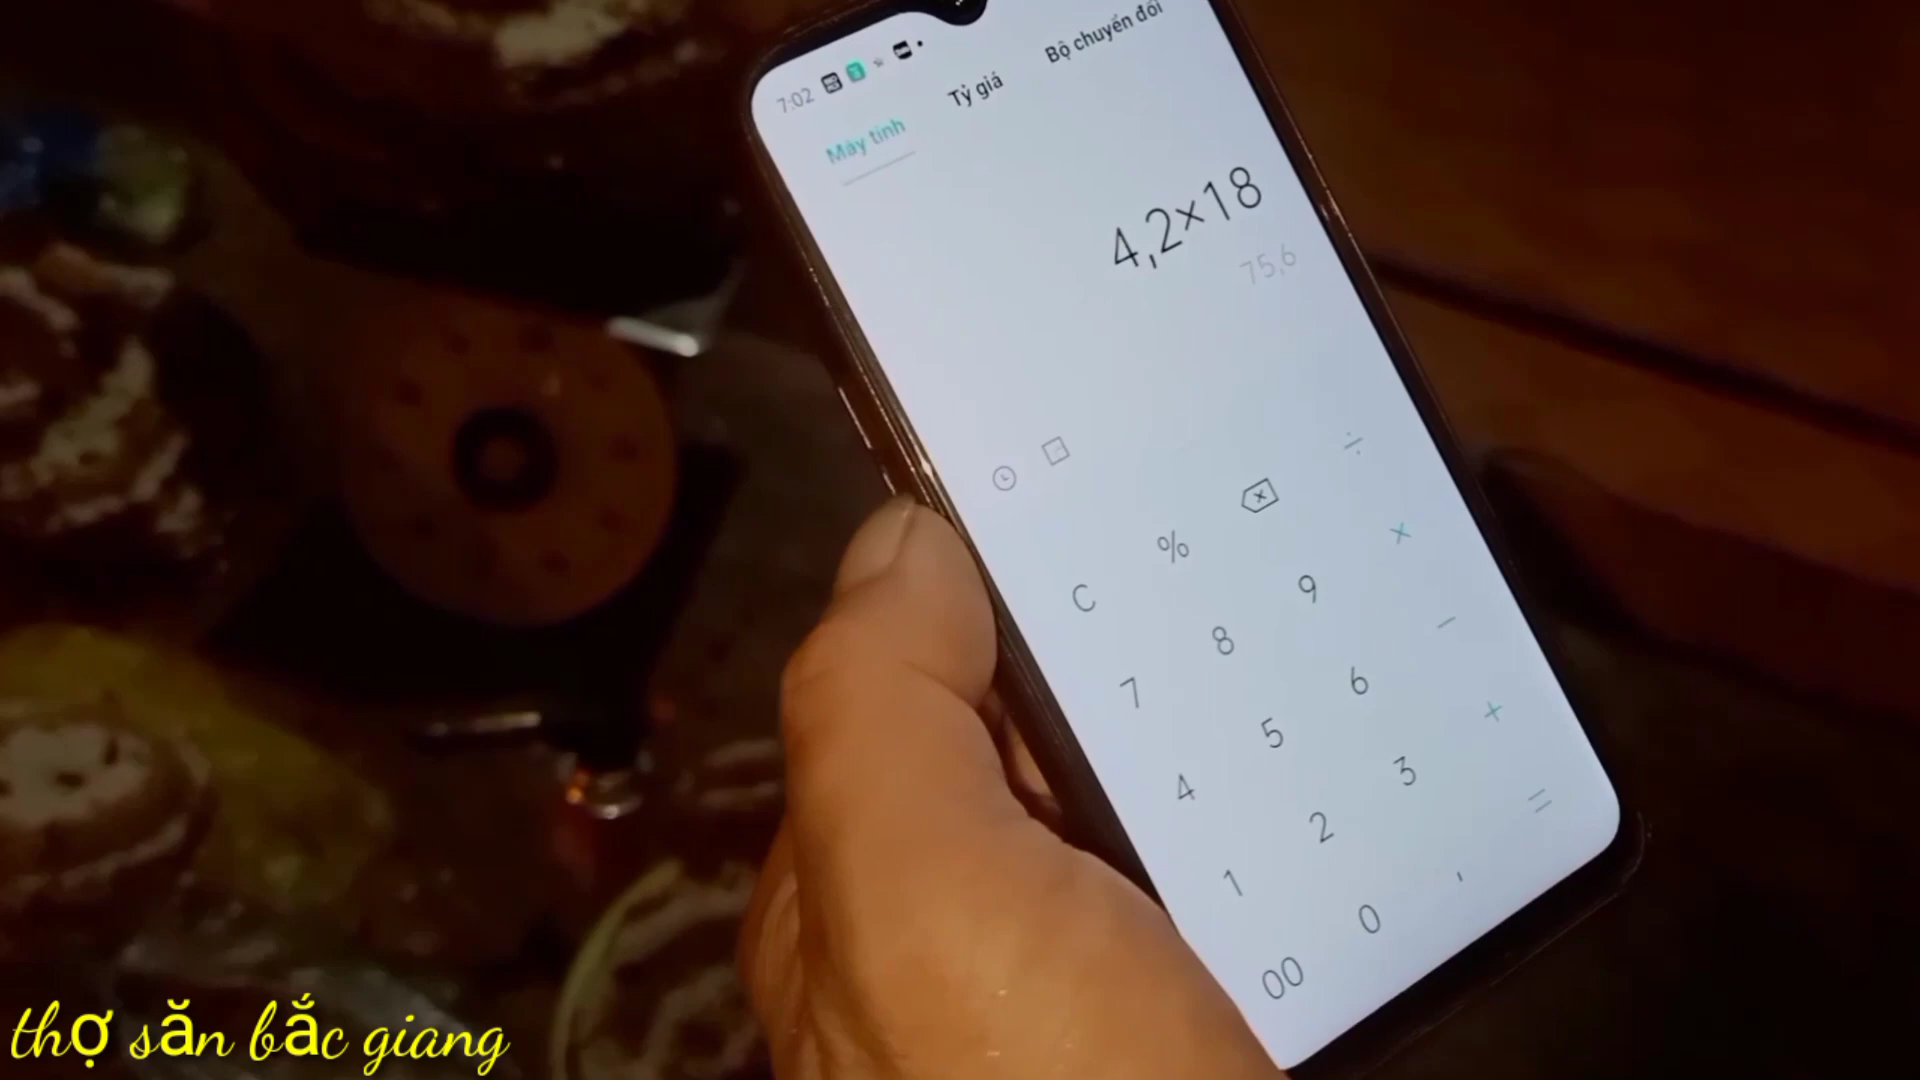 7:02
Máy tính Tỷ giá Bộ chuyển đổi
4,2×18
75,6
C % ÷
7 8 9 ×
4 5 6 −
1 2 3 +
00 0 , =
thợ săn bắc giang